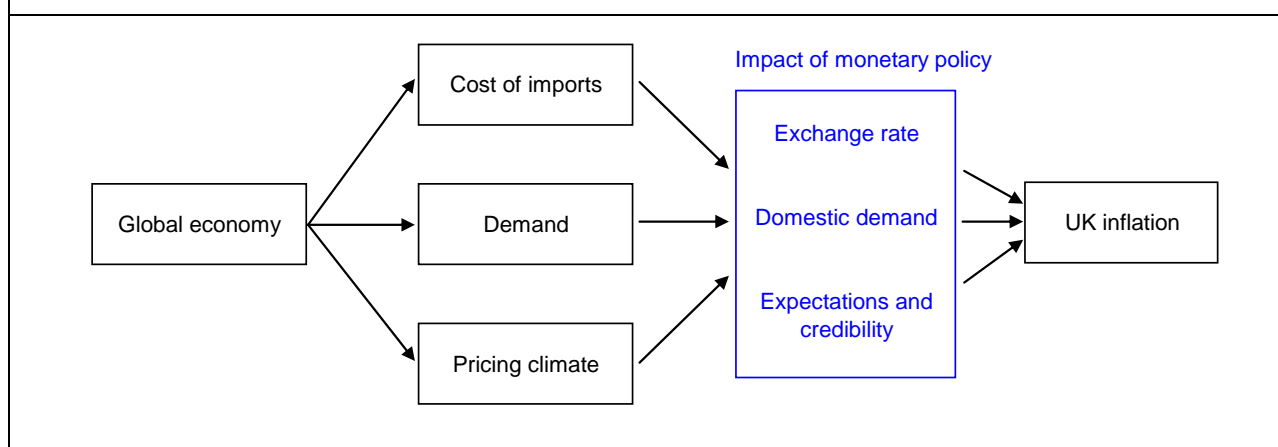 Cost of imports
Impact of monetary policy
Exchange rate
Global economy
Demand
Domestic demand
UK inflation
Expectations and
credibility
Pricing climate